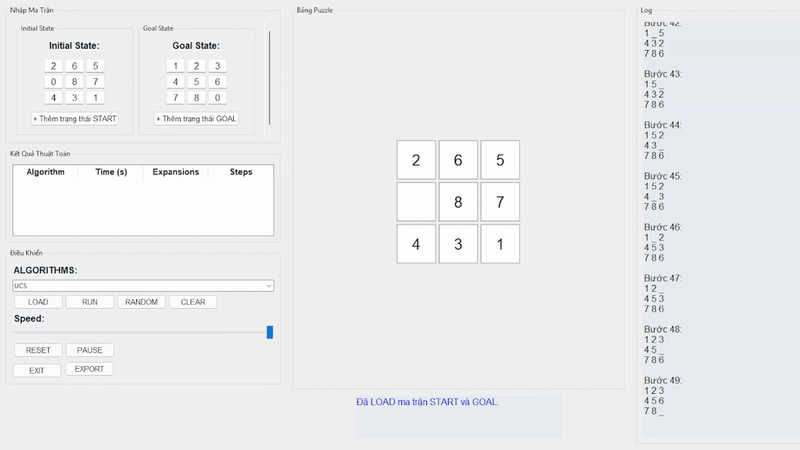 Nhập Ma Trận
Initial State
Initial State:
2 6 5
0 8 7
4 3 1
+ Thêm trạng thái START
Goal State
Goal State:
1 2 3
4 5 6
7 8 0
+ Thêm trạng thái GOAL
Kết Quả Thuật Toán
Algorithm Time (s) Expansions Steps
Điều Khiển
ALGORITHMS:
UCS
LOAD RUN RANDOM CLEAR
Speed:
RESET PAUSE
EXIT EXPORT
Bảng Puzzle
2 6 5
8 7
4 3 1
Đã LOAD ma trận START và GOAL.
Log
Bước 42:
1 _ 5
4 3 2
7 8 6
Bước 43:
1 5 _
4 3 2
7 8 6
Bước 44:
1 5 2
4 3 _
7 8 6
Bước 45:
1 5 2
4 _ 3
7 8 6
Bước 46:
1 _ 2
4 5 3
7 8 6
Bước 47:
1 2 _
4 5 3
7 8 6
Bước 48:
1 2 3
4 5 _
7 8 6
Bước 49:
1 2 3
4 5 6
7 8 _